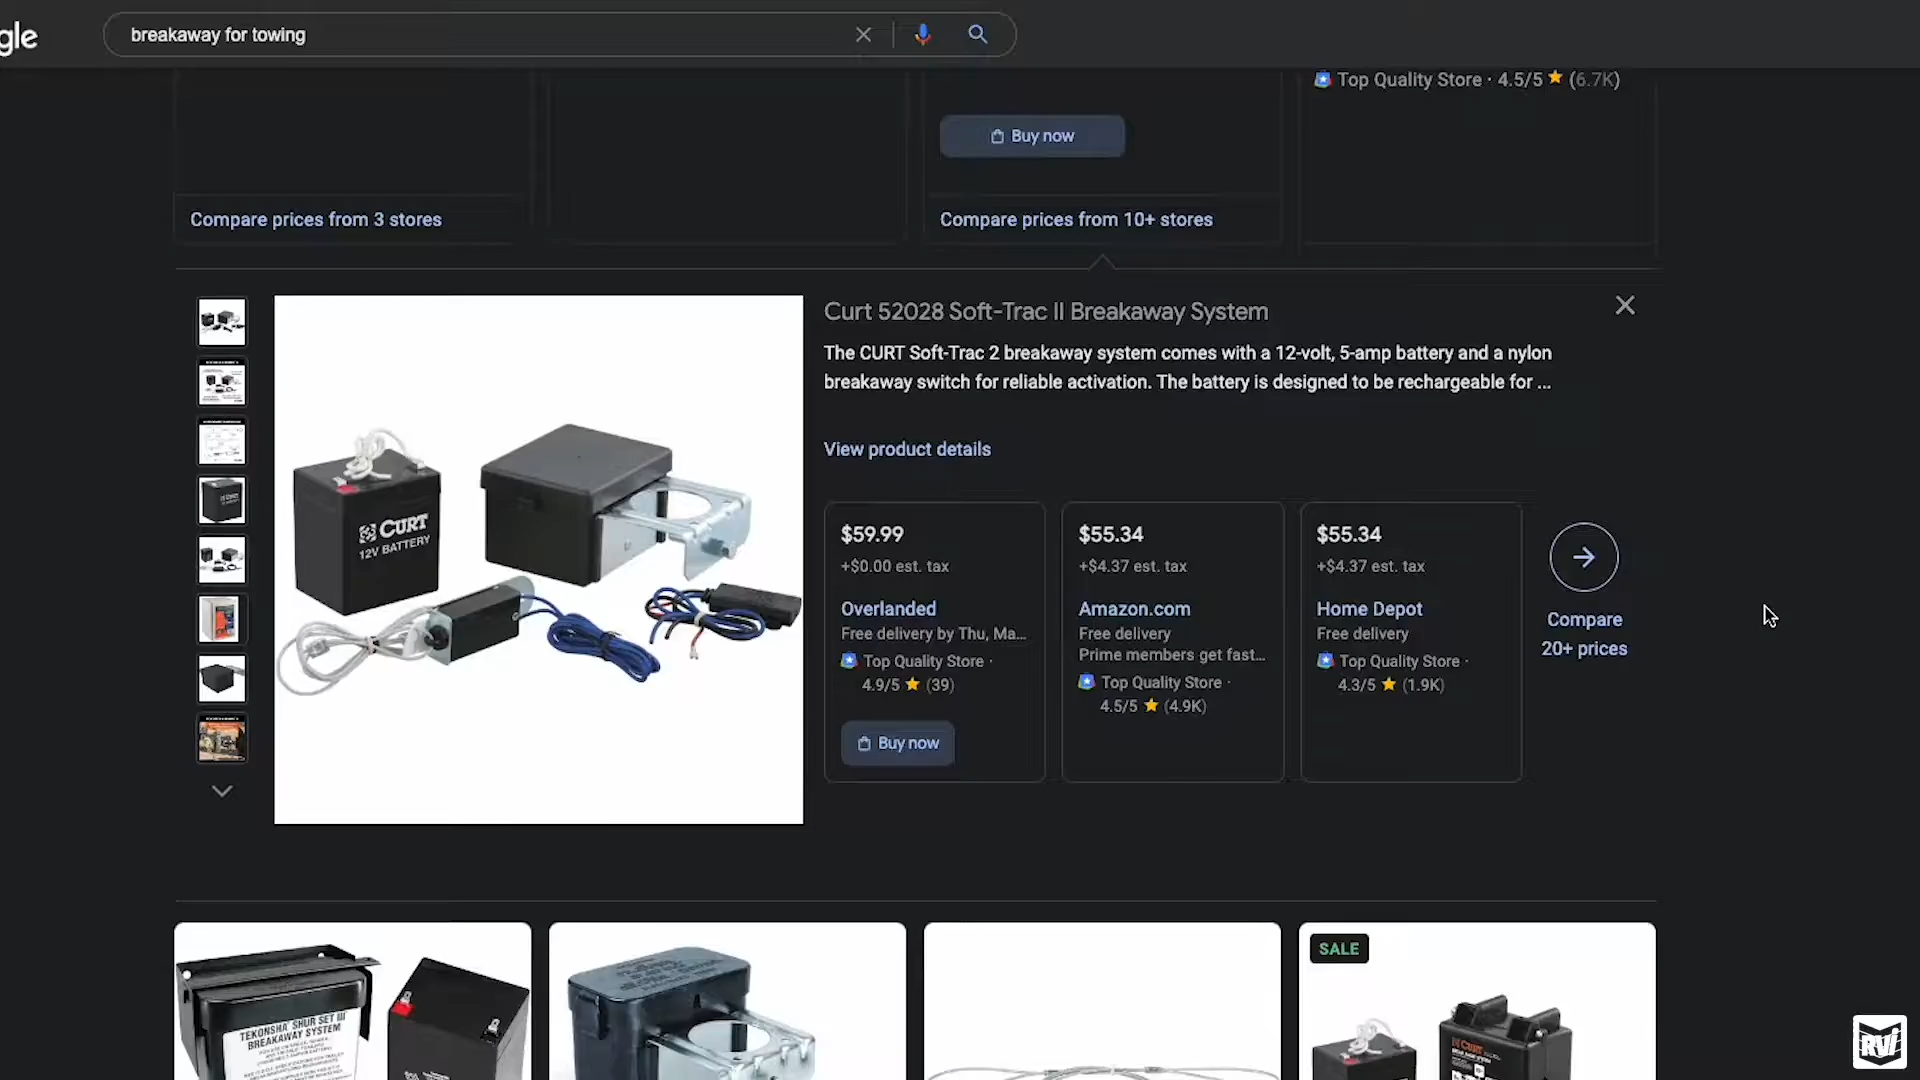 gle
breakaway for towing
Top Quality Store · 4.5/5 ★ (6.7K)
Buy now
Compare prices from 3 stores
Compare prices from 10+ stores
Curt 52028 Soft-Trac II Breakaway System
The CURT Soft-Trac 2 breakaway system comes with a 12-volt, 5-amp battery and a nylon
breakaway switch for reliable activation. The battery is designed to be rechargeable for ...
View product details
CURT
12V BATTERY
$59.99
+$0.00 est. tax
Overlanded
Free delivery by Thu, Ma...
Top Quality Store ·
4.9/5 ★ (39)
Buy now
$55.34
+$4.37 est. tax
Amazon.com
Free delivery
Prime members get fast...
Top Quality Store ·
4.5/5 ★ (4.9K)
$55.34
+$4.37 est. tax
Home Depot
Free delivery
Top Quality Store ·
4.3/5 ★ (1.9K)
Compare
20+ prices
TEKONSHA SHUR SET III
BREAKAWAY SYSTEM
SALE
CURT
RVi